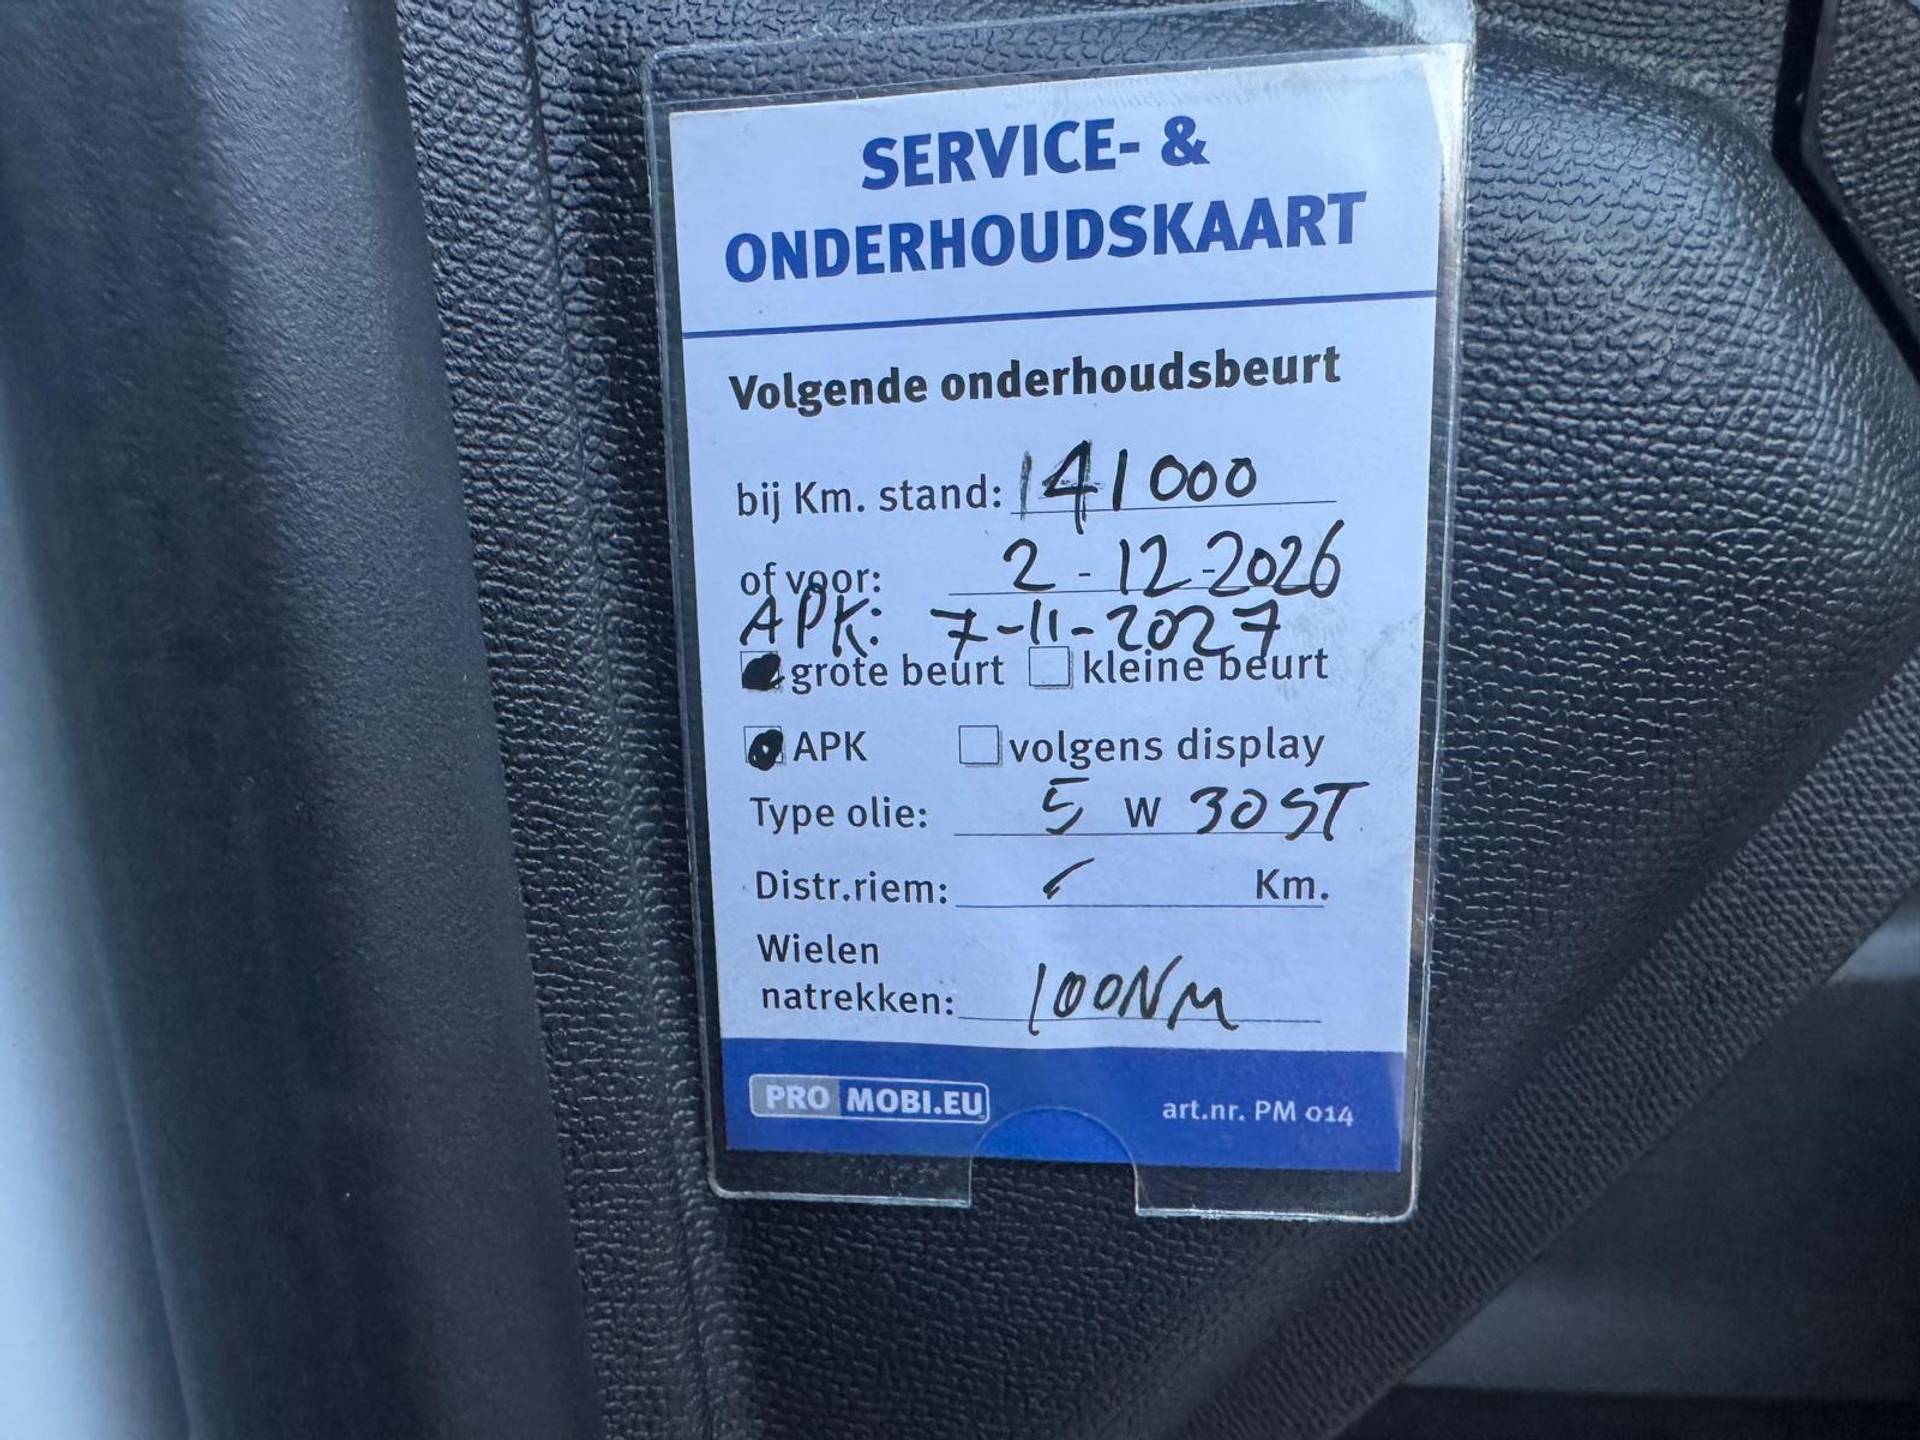 SERVICE- &
ONDERHOUDSKAART
Volgende onderhoudsbeurt
bij Km. stand: 141000
of voor: 2-12-2026
APK: 7-11-2027
grote beurt kleine beurt
APK volgens display
Type olie: 5 W 30 ST
Distr.riem: Km.
Wielen
natrekken: 100NM
PRO MOBI.EU art.nr. PM 014